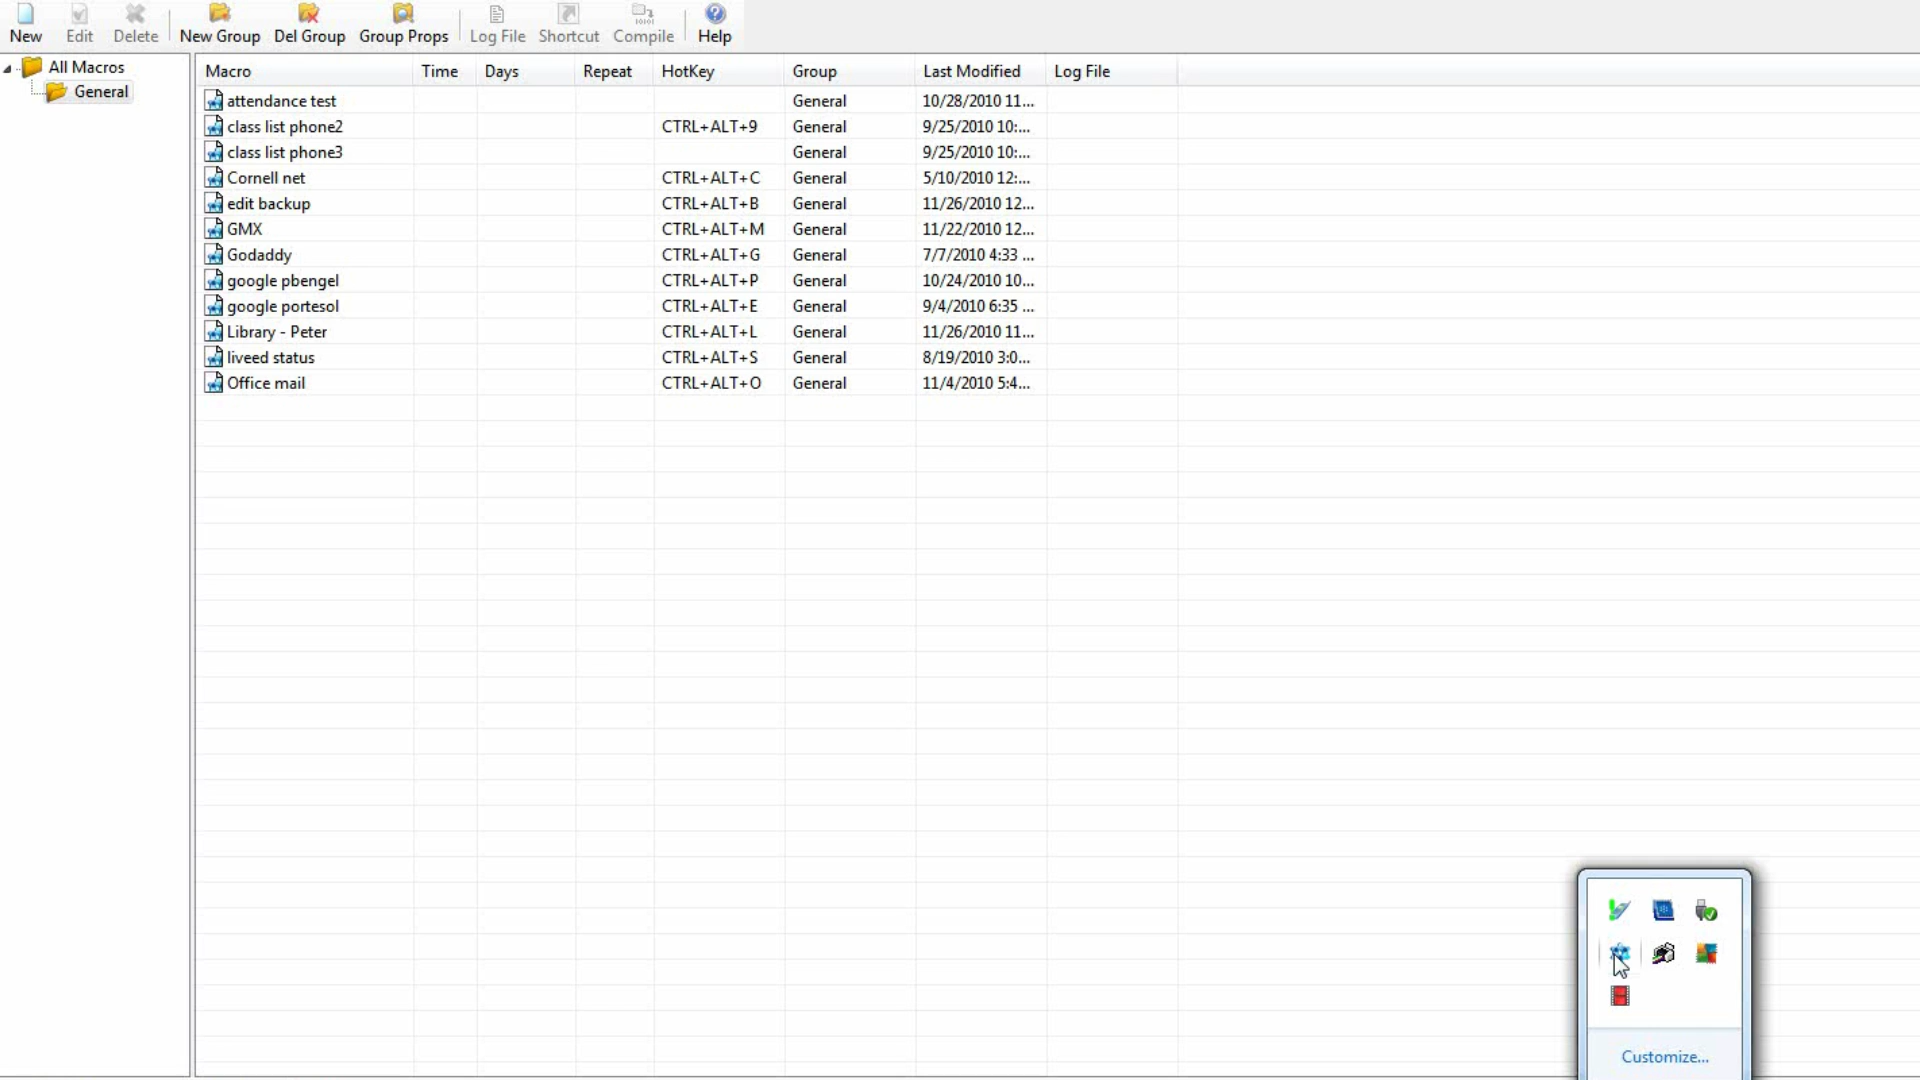 New Edit Delete New Group Del Group Group Props Log File Shortcut Compile Help
All Macros
General
Macro Time Days Repeat HotKey Group Last Modified Log File
attendance test General 10/28/2010 11...
class list phone2 CTRL+ALT+9 General 9/25/2010 10:...
class list phone3 General 9/25/2010 10:...
Cornell net CTRL+ALT+C General 5/10/2010 12:...
edit backup CTRL+ALT+B General 11/26/2010 12...
GMX CTRL+ALT+M General 11/22/2010 12...
Godaddy CTRL+ALT+G General 7/7/2010 4:33 ...
google pbengel CTRL+ALT+P General 10/24/2010 10...
google portesol CTRL+ALT+E General 9/4/2010 6:35 ...
Library - Peter CTRL+ALT+L General 11/26/2010 11...
liveed status CTRL+ALT+S General 8/19/2010 3:0...
Office mail CTRL+ALT+O General 11/4/2010 5:4...
Customize...